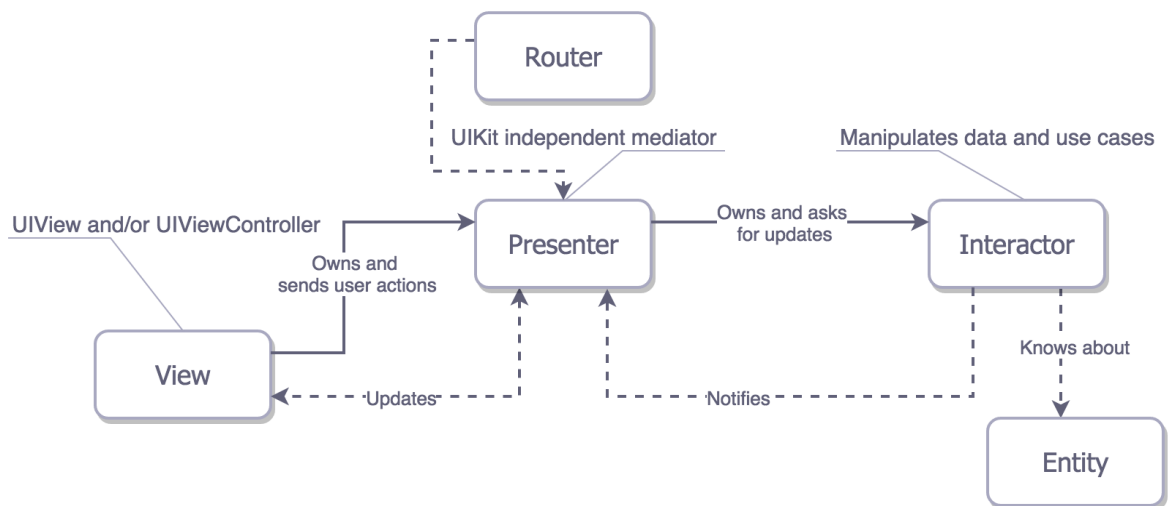 Router
UIKit independent mediator
Manipulates data and use cases
UIView and/or UIViewController
Presenter
Owns and asks
for updates
Interactor
Owns and
sends user actions
View
Updates
Notifies
Knows about
Entity